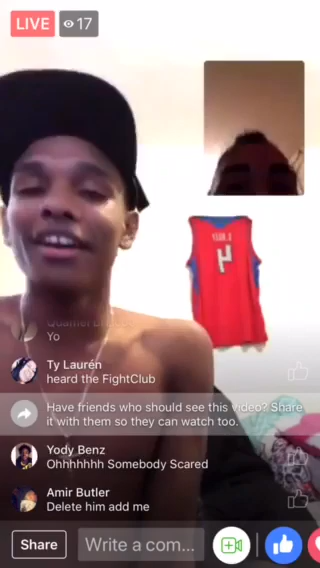 LIVE
17
Yo
Ty Laurén
heard the FightClub
Have friends who should see this video? Share
it with them so they can watch too.
Yody Benz
Ohhhhhhh Somebody Scared
Amir Butler
Delete him add me
Share
Write a com...